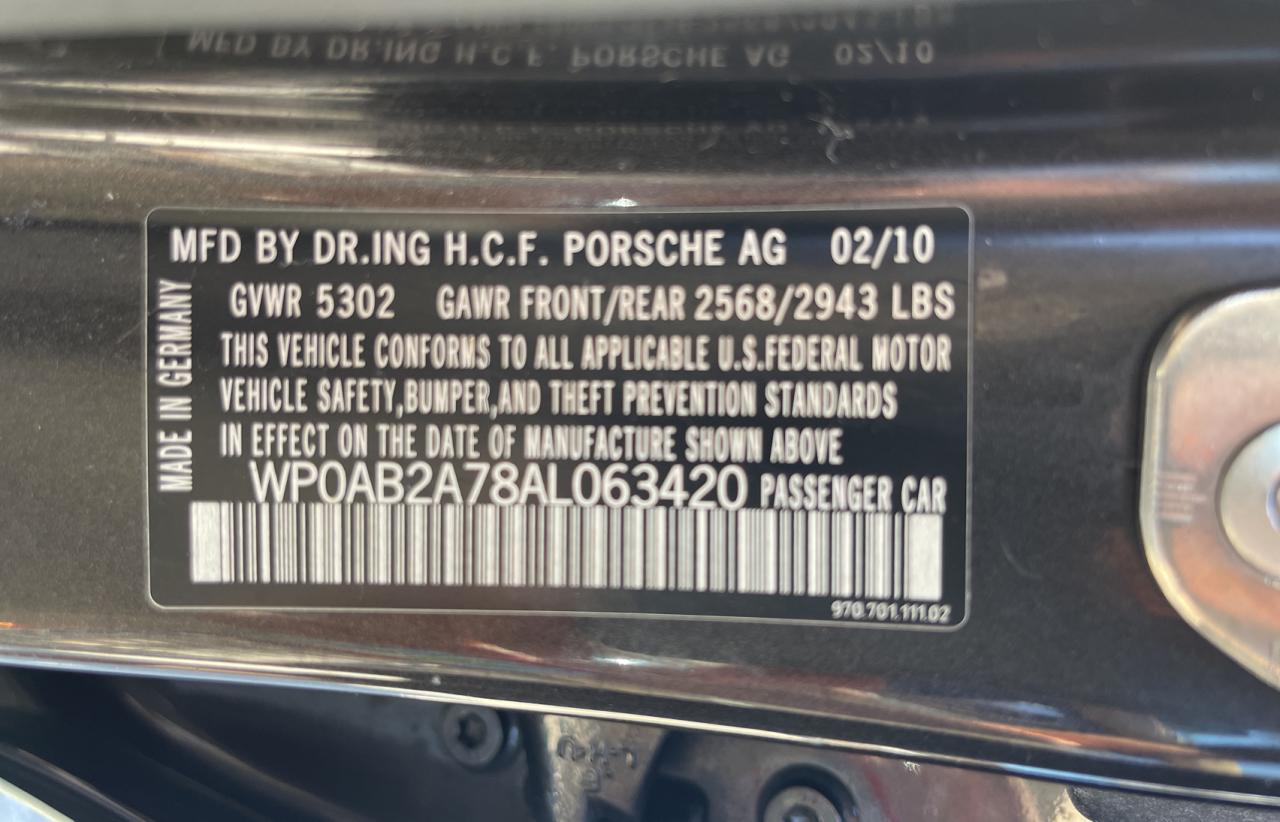 MFD BY DR.ING H.C.F. PORSCHE AG 02/10
GVWR 5302 GAWR FRONT/REAR 2568/2943 LBS
THIS VEHICLE CONFORMS TO ALL APPLICABLE U.S.FEDERAL MOTOR
VEHICLE SAFETY,BUMPER,AND THEFT PREVENTION STANDARDS
IN EFFECT ON THE DATE OF MANUFACTURE SHOWN ABOVE
WP0AB2A78AL063420 PASSENGER CAR
970.701.111.02
MADE IN GERMANY